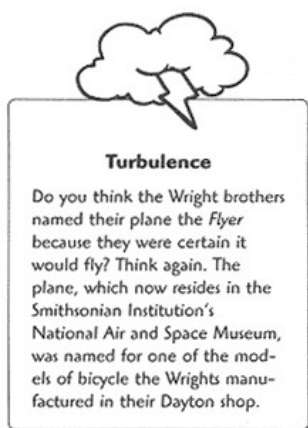 Turbulence
Do you think the Wright brothers
named their plane the Flyer
because they were certain it
would fly? Think again. The
plane, which now resides in the
Smithsonian Institution's
National Air and Space Museum,
was named for one of the mod-
els of bicycle the Wrights manu-
factured in their Dayton shop.